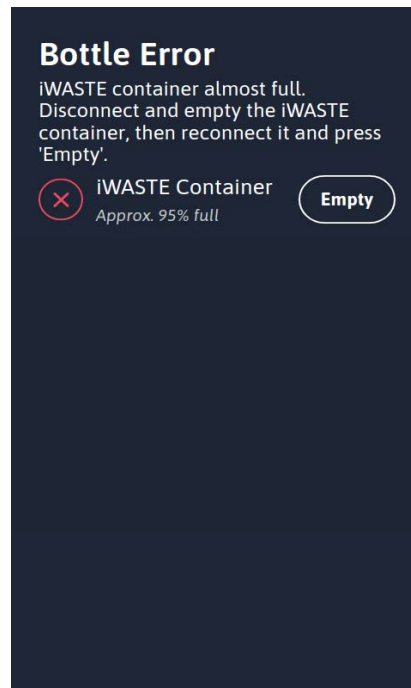 Bottle Error
iWASTE container almost full.
Disconnect and empty the iWASTE
container, then reconnect it and press
'Empty'.
iWASTE Container
Empty
Approx. 95% full